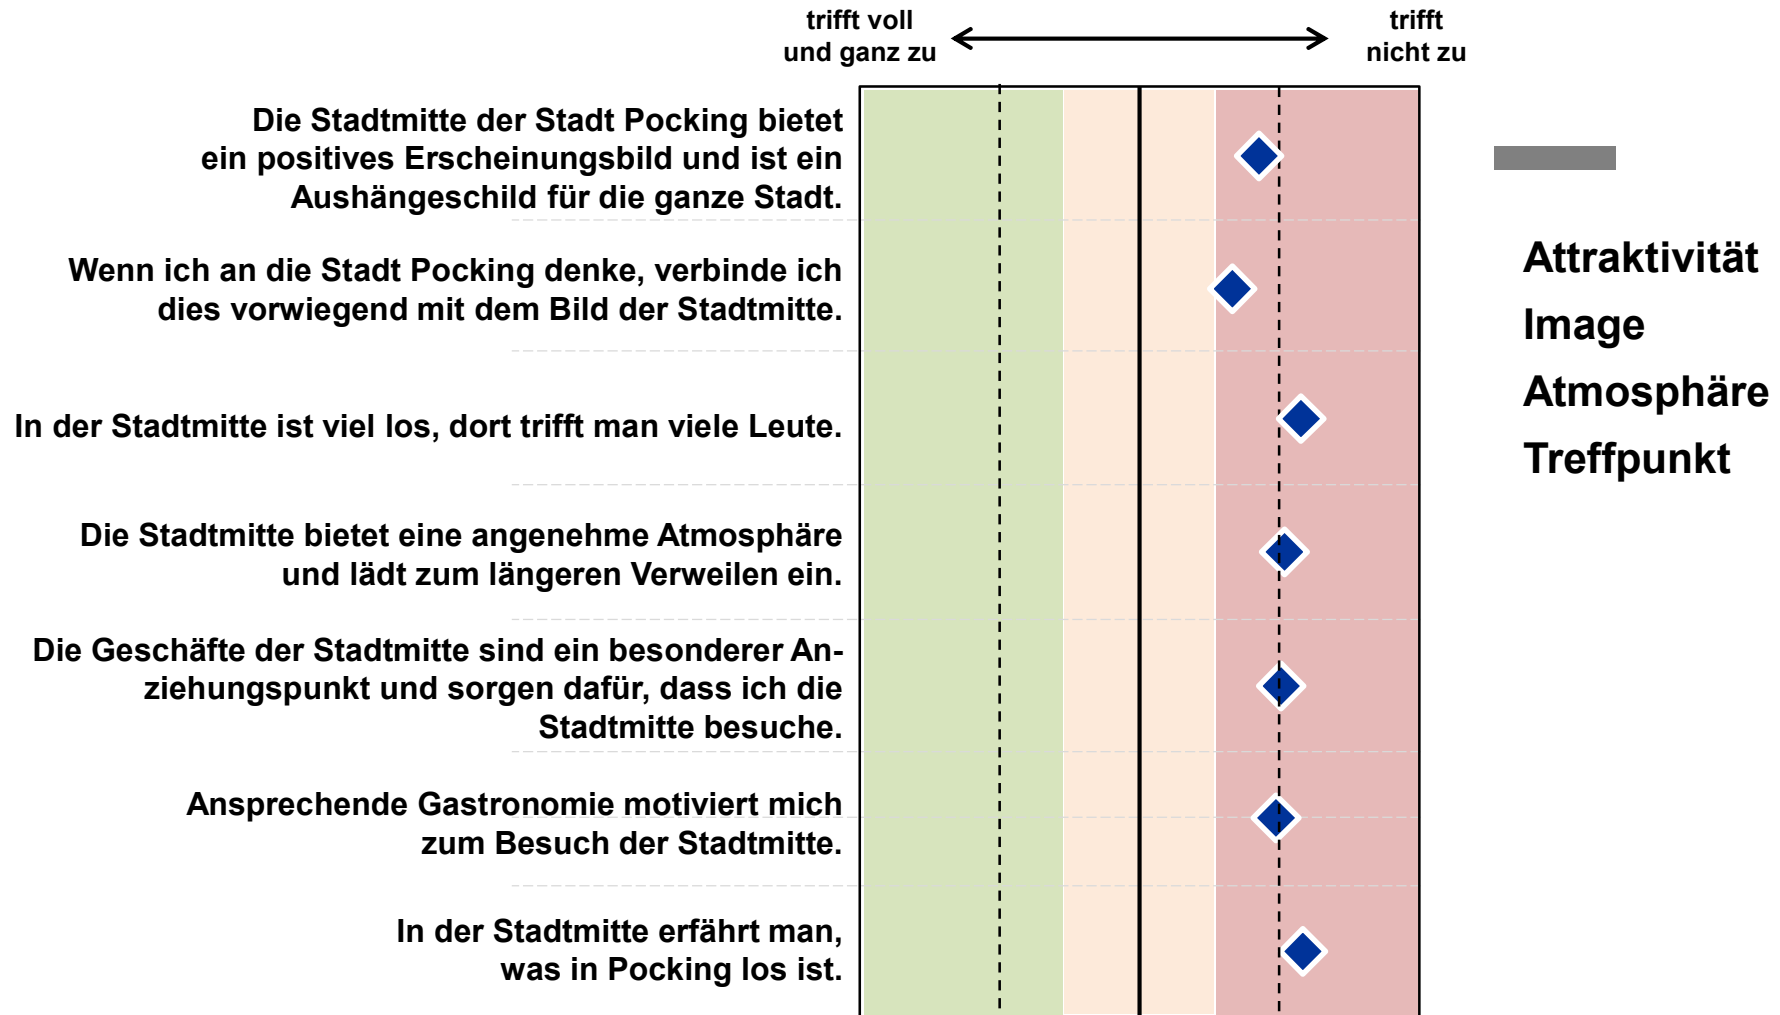 trifft voll
und ganz zu
trifft
nicht zu
Die Stadtmitte der Stadt Pocking bietet
ein positives Erscheinungsbild und ist ein
Aushängeschild für die ganze Stadt.
Wenn ich an die Stadt Pocking denke, verbinde ich
dies vorwiegend mit dem Bild der Stadtmitte.
In der Stadtmitte ist viel los, dort trifft man viele Leute.
Die Stadtmitte bietet eine angenehme Atmosphäre
und lädt zum längeren Verweilen ein.
Die Geschäfte der Stadtmitte sind ein besonderer An-
ziehungspunkt und sorgen dafür, dass ich die
Stadtmitte besuche.
Ansprechende Gastronomie motiviert mich
zum Besuch der Stadtmitte.
In der Stadtmitte erfährt man,
was in Pocking los ist.
Attraktivität
Image
Atmosphäre
Treffpunkt